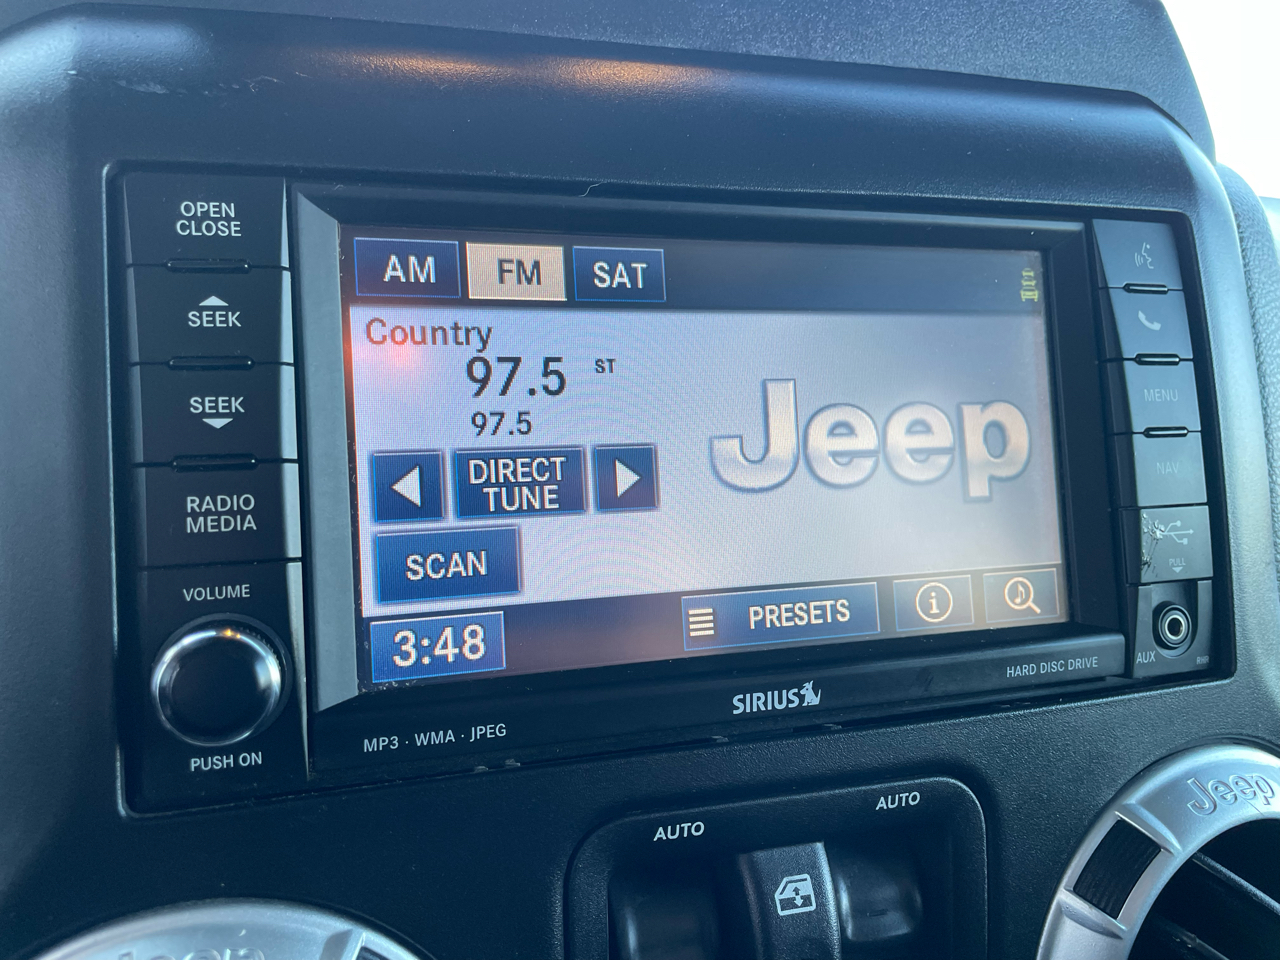 OPEN
CLOSE
SEEK
SEEK
RADIO
MEDIA
VOLUME
PUSH ON
AM
FM
SAT
Country
97.5 ST
97.5
DIRECT
TUNE
SCAN
3:48
PRESETS
Jeep
MENU
NAV
PULL
AUX
MP3 · WMA · JPEG
SIRIUS
HARD DISC DRIVE
AUTO
AUTO
Jeep
Jeep